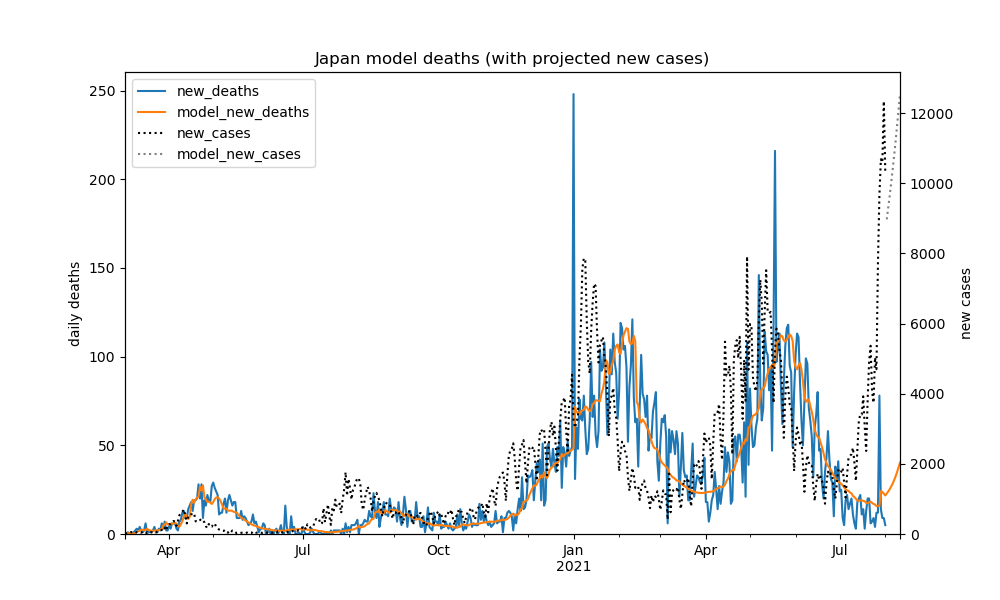 Japan model deaths (with projected new cases)
new_deaths
model_new_deaths
new_cases
model_new_cases
daily deaths
250
200
150
100
50
0
new cases
12000
10000
8000
6000
4000
2000
0
Apr
Jul
Oct
Jan
2021
Apr
Jul